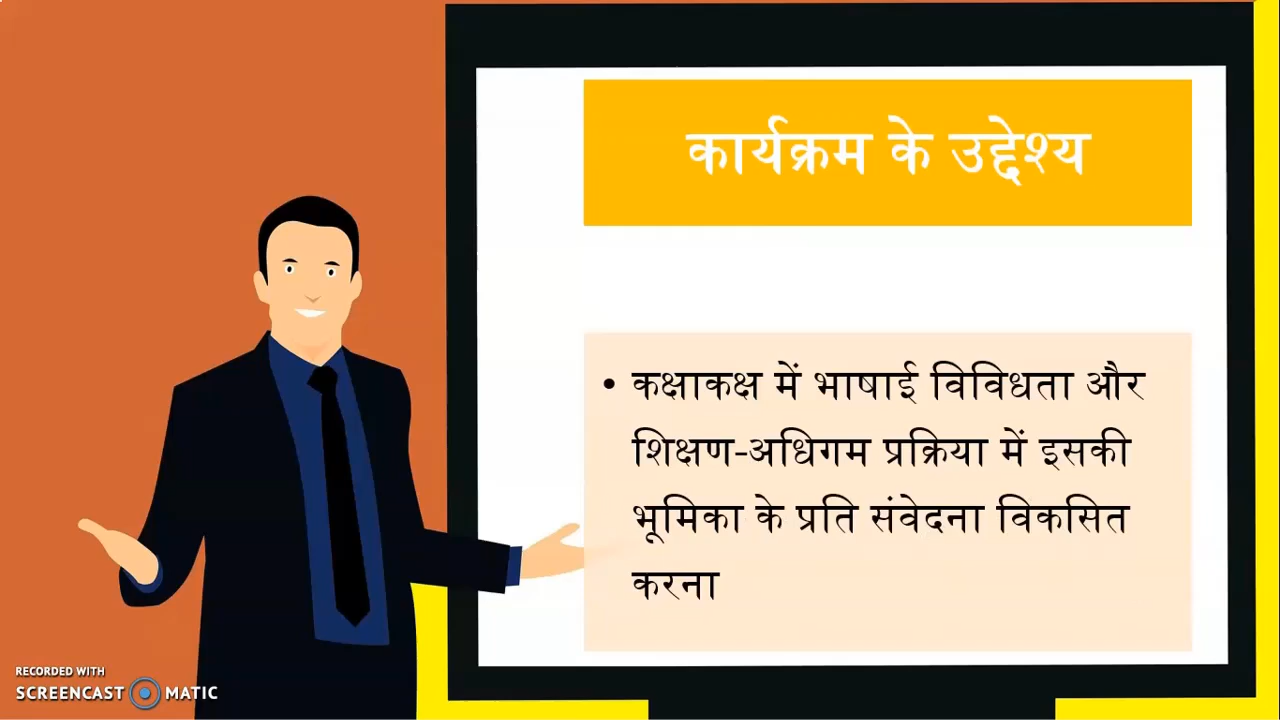 कार्यक्रम के उद्देश्य
• कक्षाकक्ष में भाषाई विविधता और
शिक्षण-अधिगम प्रक्रिया में इसकी
भूमिका के प्रति संवेदना विकसित
करना
RECORDED WITH
SCREENCAST MATIC